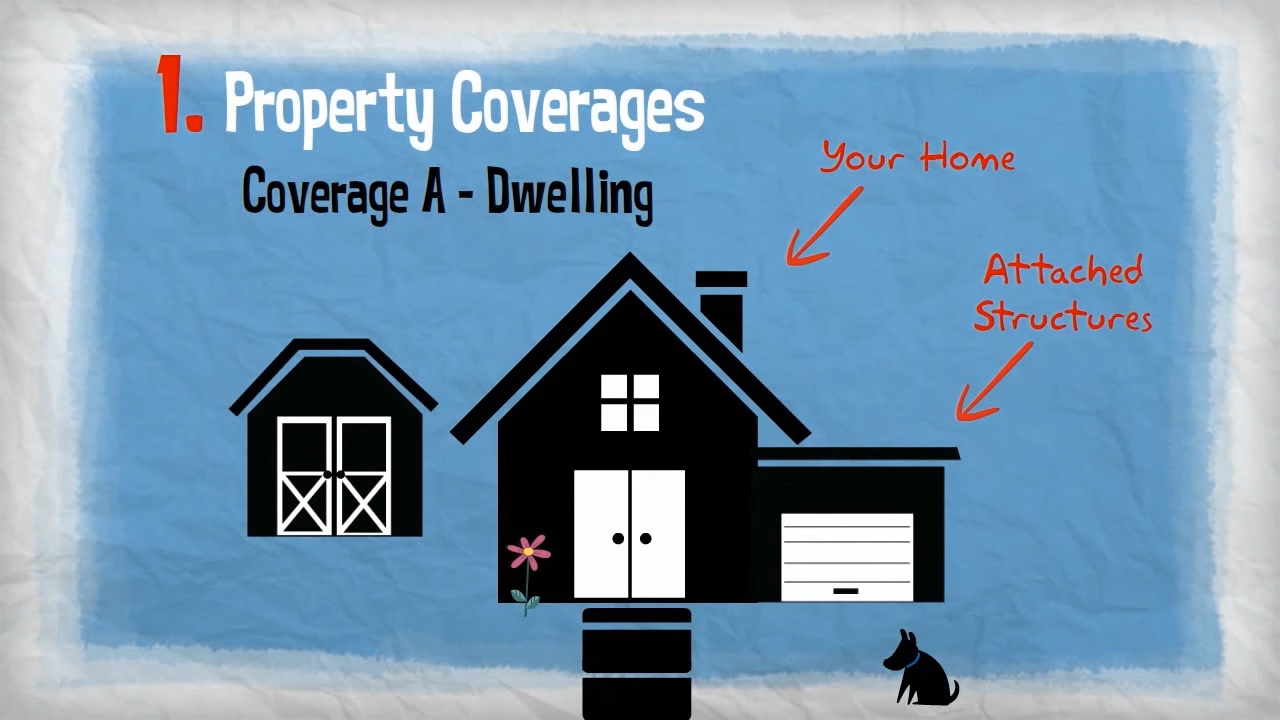 1. Property Coverages
Coverage A - Dwelling
Your Home
Attached
Structures